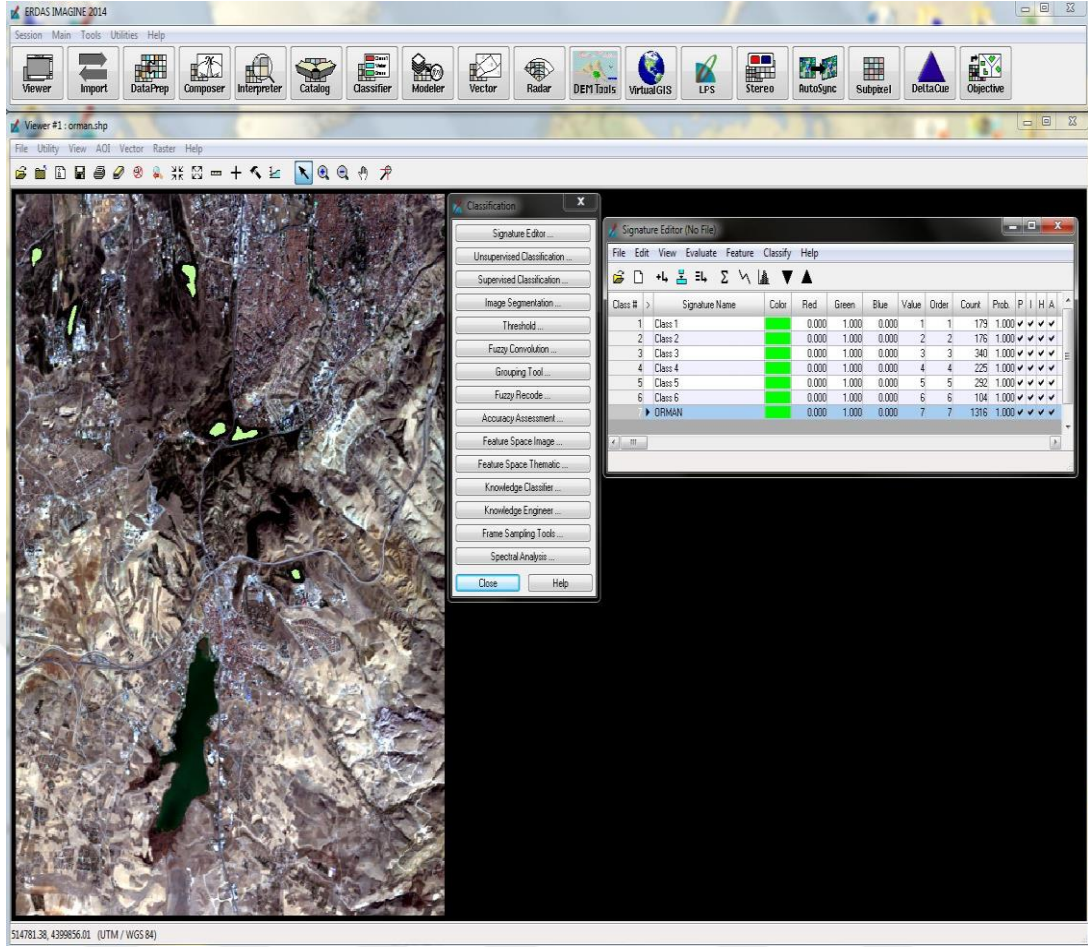 ERDAS IMAGINE 2014
Session Main Tools Utilities Help
Viewer Import DataPrep Composer Interpreter Catalog Classifier Modeler Vector Radar DEM Tools VirtualGIS LPS Stereo AutoSync Subpixel DeltaCue Objective
Viewer #1 : orman.shp
File Utility View AOI Vector Raster Help
Classification
Signature Editor ...
Unsupervised Classification ...
Supervised Classification ...
Image Segmentation ...
Threshold ...
Fuzzy Convolution ...
Grouping Tool ...
Fuzzy Recode ...
Accuracy Assessment ...
Feature Space Image ...
Feature Space Thematic ...
Knowledge Classifier ...
Knowledge Engineer ...
Frame Sampling Tools ...
Spectral Analysis ...
Close Help
Signature Editor (No File)
File Edit View Evaluate Feature Classify Help
Class # > Signature Name Color Red Green Blue Value Order Count Prob. P I H A
1 Class 1 0.000 1.000 0.000 1 1 179 1.000
2 Class 2 0.000 1.000 0.000 2 2 176 1.000
3 Class 3 0.000 1.000 0.000 3 3 340 1.000
4 Class 4 0.000 1.000 0.000 4 4 225 1.000
5 Class 5 0.000 1.000 0.000 5 5 292 1.000
6 Class 6 0.000 1.000 0.000 6 6 104 1.000
7 ORMAN 0.000 1.000 0.000 7 7 1316 1.000
514781.38, 4399856.01 (UTM / WGS 84)